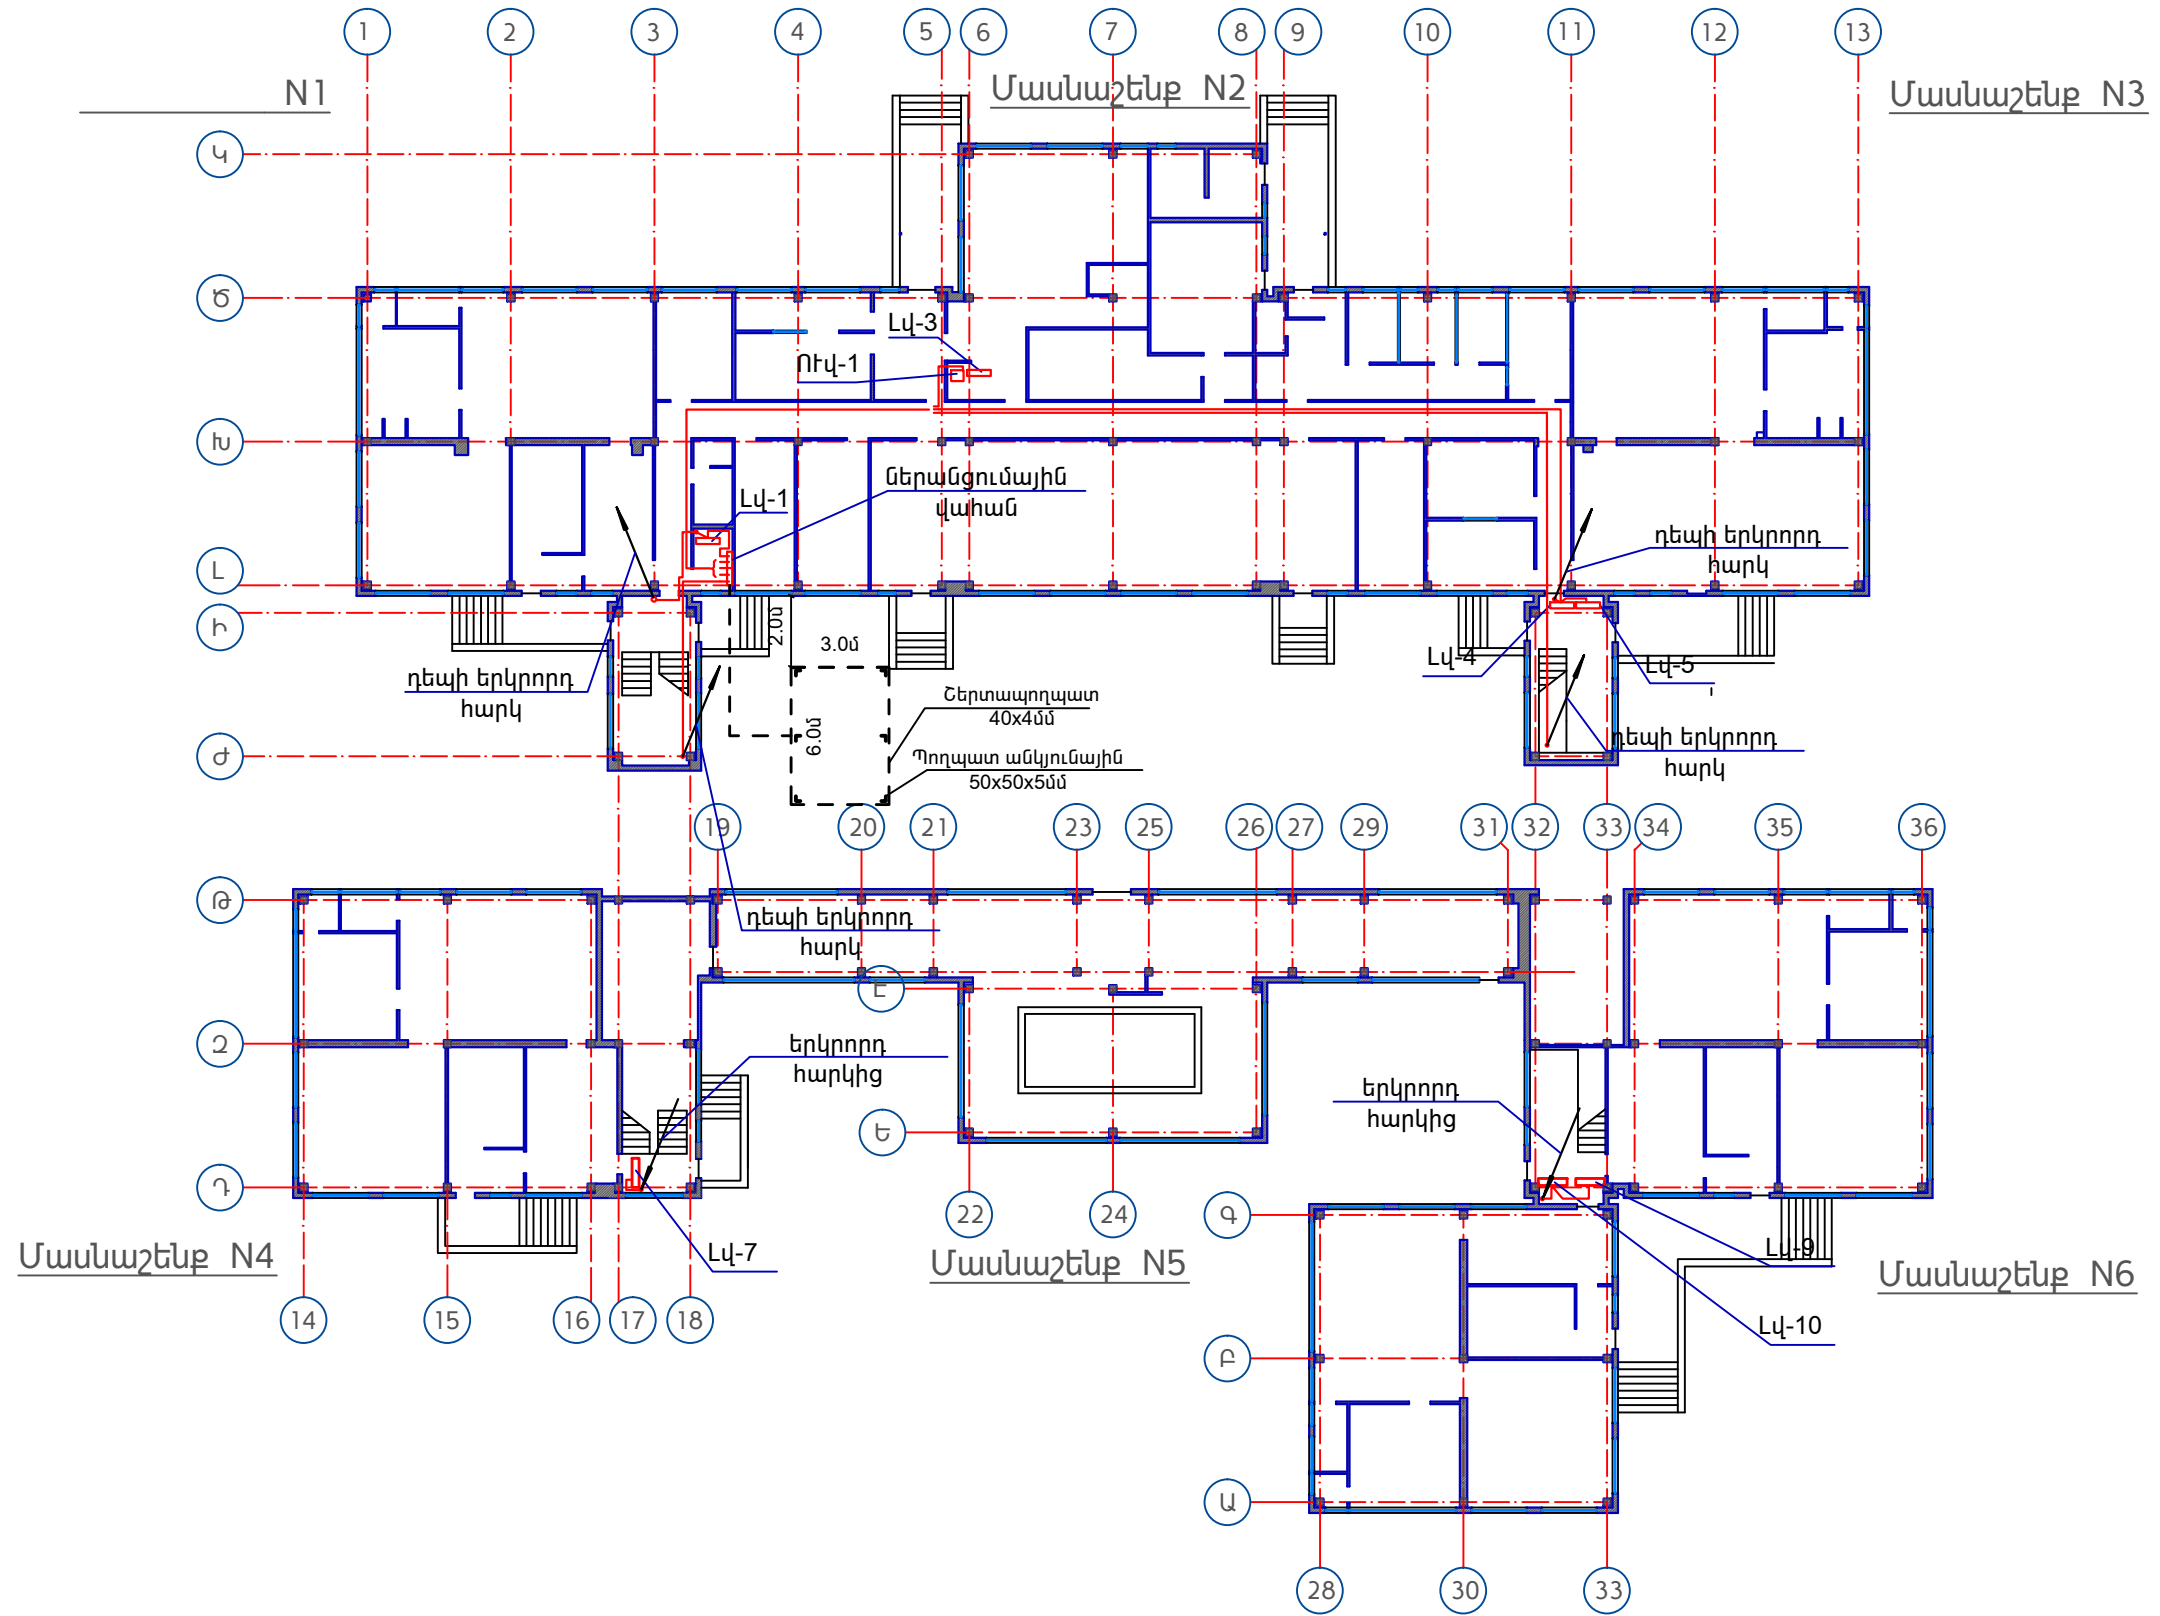 1 2 3 4 5 6 7 8 9 10 11 12 13
N1
Մասնաշենք N2
Մասնաշենք N3
Կ
Ծ
Լվ-3
ՈՒվ-1
Խ
Ներանցումային
վահան
Լվ-1
դեպի երկրորդ
հարկ
Լ
Ի
2.0մ
3.0մ
Լվ-4
Լվ-5
դեպի երկրորդ
հարկ
Շերտապողպատ
40x4մմ
6.0մ
դեպի երկրորդ
հարկ
Ժ
Պողպատ անկյունային
50x50x5մմ
19 20 21 23 25 26 27 29 31 32 33 34 35 36
Թ
դեպի երկրորդ
հարկ
Է
Զ
երկրորդ
հարկից
երկրորդ
հարկից
Ե
Դ
22 24
Գ
Մասնաշենք N4
Լվ-7
Մասնաշենք N5
Լվ-9
Մասնաշենք N6
14 15 16 17 18
Լվ-10
Բ
Ա
28 30 33